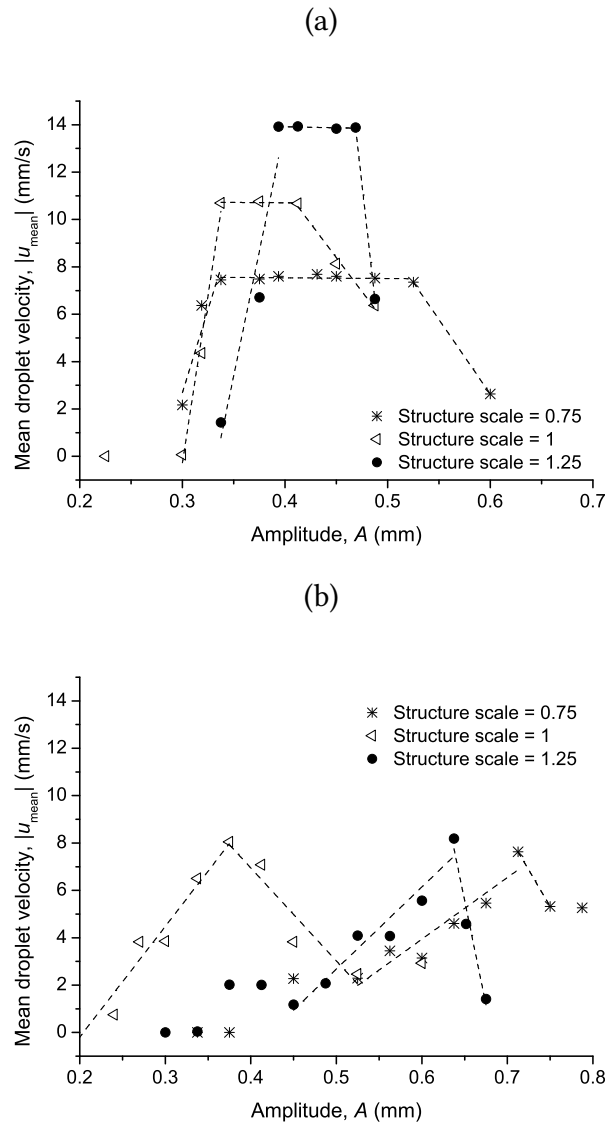 (a)
14
12
10
8
6
4
2
0
Mean droplet velocity, |u_mean| (mm/s)
Structure scale = 0.75
Structure scale = 1
Structure scale = 1.25
0.2 0.3 0.4 0.5 0.6 0.7
Amplitude, A (mm)
(b)
14
12
10
8
6
4
2
0
Mean droplet velocity, |u_mean| (mm/s)
Structure scale = 0.75
Structure scale = 1
Structure scale = 1.25
0.2 0.3 0.4 0.5 0.6 0.7 0.8
Amplitude, A (mm)